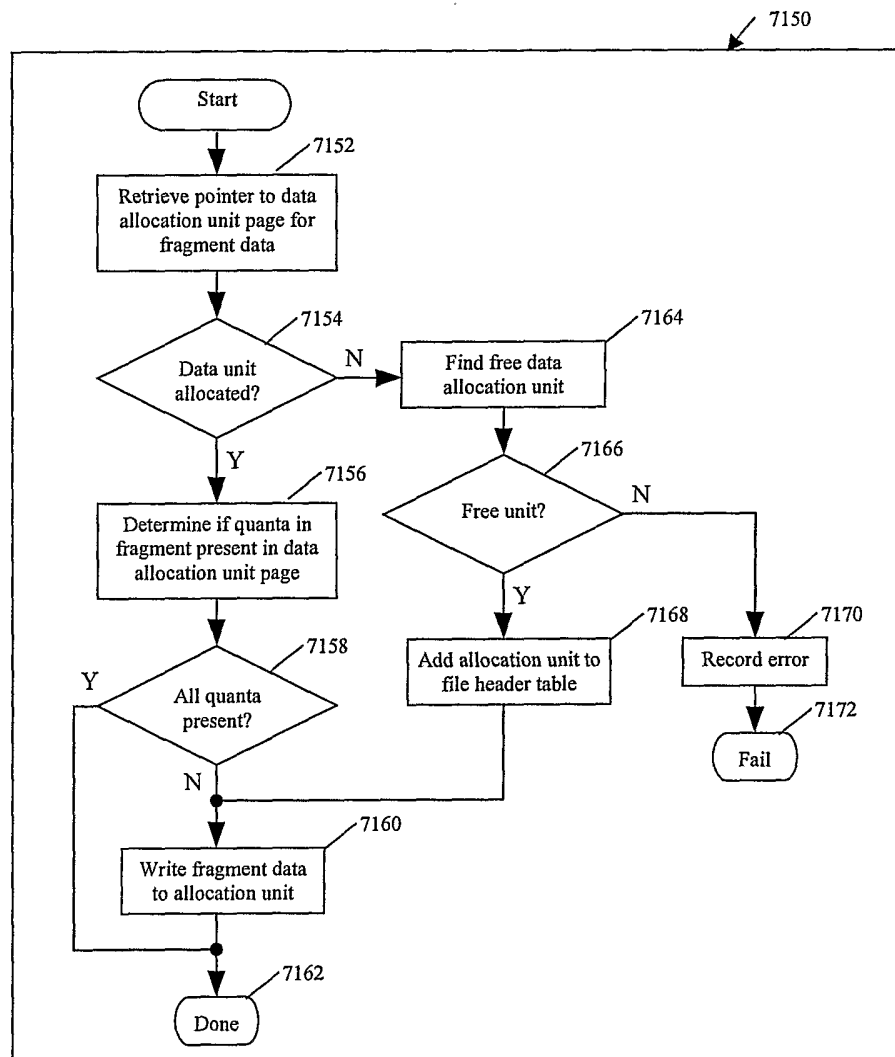 7150
Start
7152
Retrieve pointer to data
allocation unit page for
fragment data
7154
Data unit
allocated?
N
Y
7164
Find free data
allocation unit
7156
Determine if quanta in
fragment present in data
allocation unit page
7166
Free unit?
N
Y
7158
All quanta
present?
Y
N
7168
Add allocation unit to
file header table
7170
Record error
7172
Fail
7160
Write fragment data
to allocation unit
7162
Done